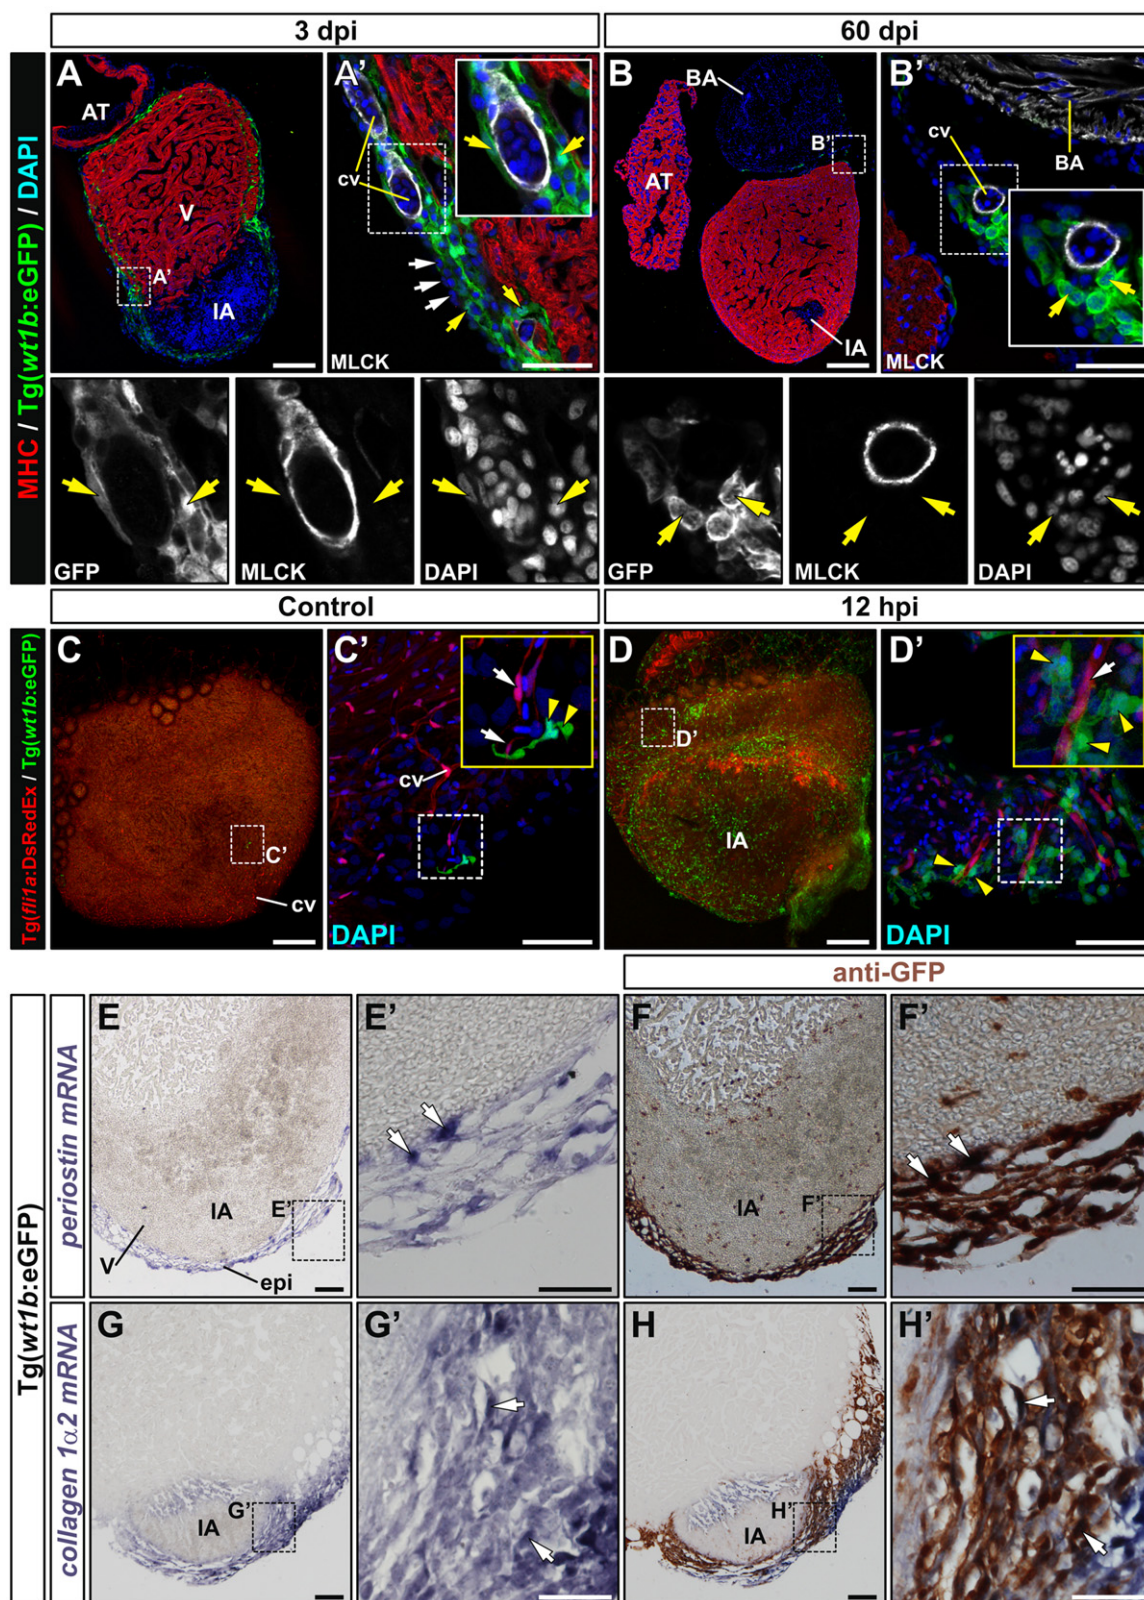 3 dpi
60 dpi
MHC / Tg(wt1b:eGFP) / DAPI
A
AT
V
A'
IA
A'
cv
MLCK
B
BA
B'
AT
IA
B'
cv
BA
MLCK
GFP
MLCK
DAPI
GFP
MLCK
DAPI
Control
12 hpi
Tg(fli1a:DsRedEx / Tg(wt1b:eGFP)
C
C'
cv
C'
cv
DAPI
D
D'
IA
D'
DAPI
anti-GFP
Tg(wt1b:eGFP)
periostin mRNA
E
IA
E'
V
epi
E'
F
IA
F'
F'
collagen 1α2 mRNA
G
G'
IA
G'
H
H'
IA
H'